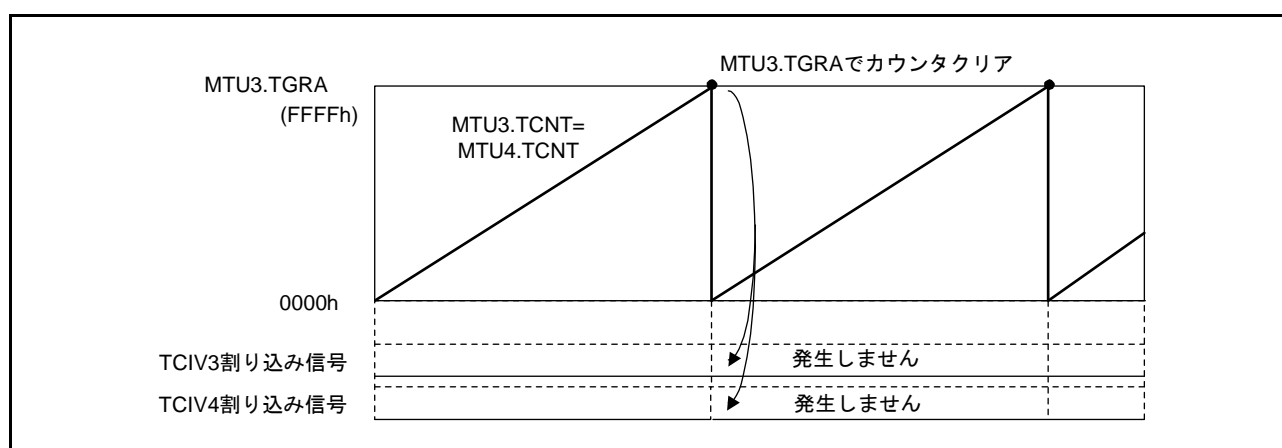 MTU3.TGRAでカウンタクリア
MTU3.TGRA
(FFFFh)
MTU3.TCNT=
MTU4.TCNT
0000h
TCIV3割り込み信号
発生しません
TCIV4割り込み信号
発生しません